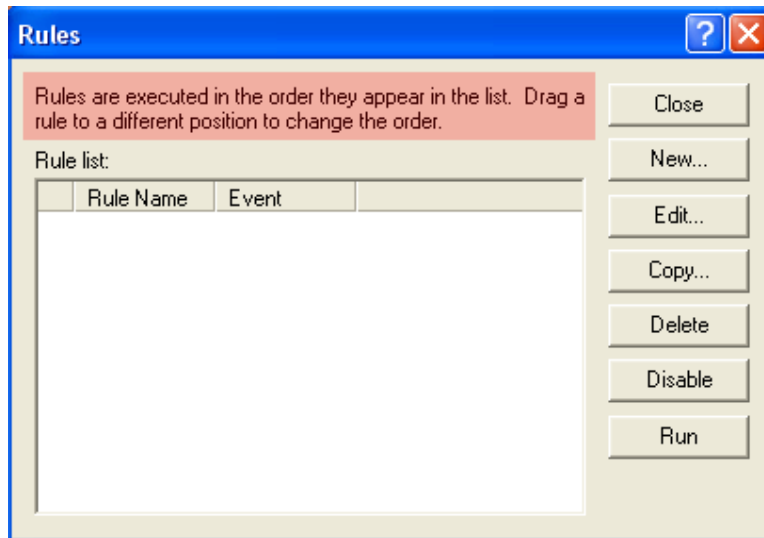 Rules
Rules are executed in the order they appear in the list. Drag a
rule to a different position to change the order.
Rule list:
Rule Name Event
Close
New...
Edit...
Copy...
Delete
Disable
Run